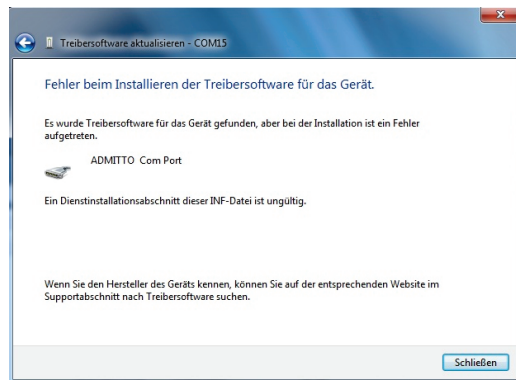 Treibersoftware aktualisieren - COM15
Fehler beim Installieren der Treibersoftware für das Gerät.
Es wurde Treibersoftware für das Gerät gefunden, aber bei der Installation ist ein Fehler
aufgetreten.
ADMITTO Com Port
Ein Dienstinstallationsabschnitt dieser INF-Datei ist ungültig.
Wenn Sie den Hersteller des Geräts kennen, können Sie auf der entsprechenden Website im
Supportabschnitt nach Treibersoftware suchen.
Schließen